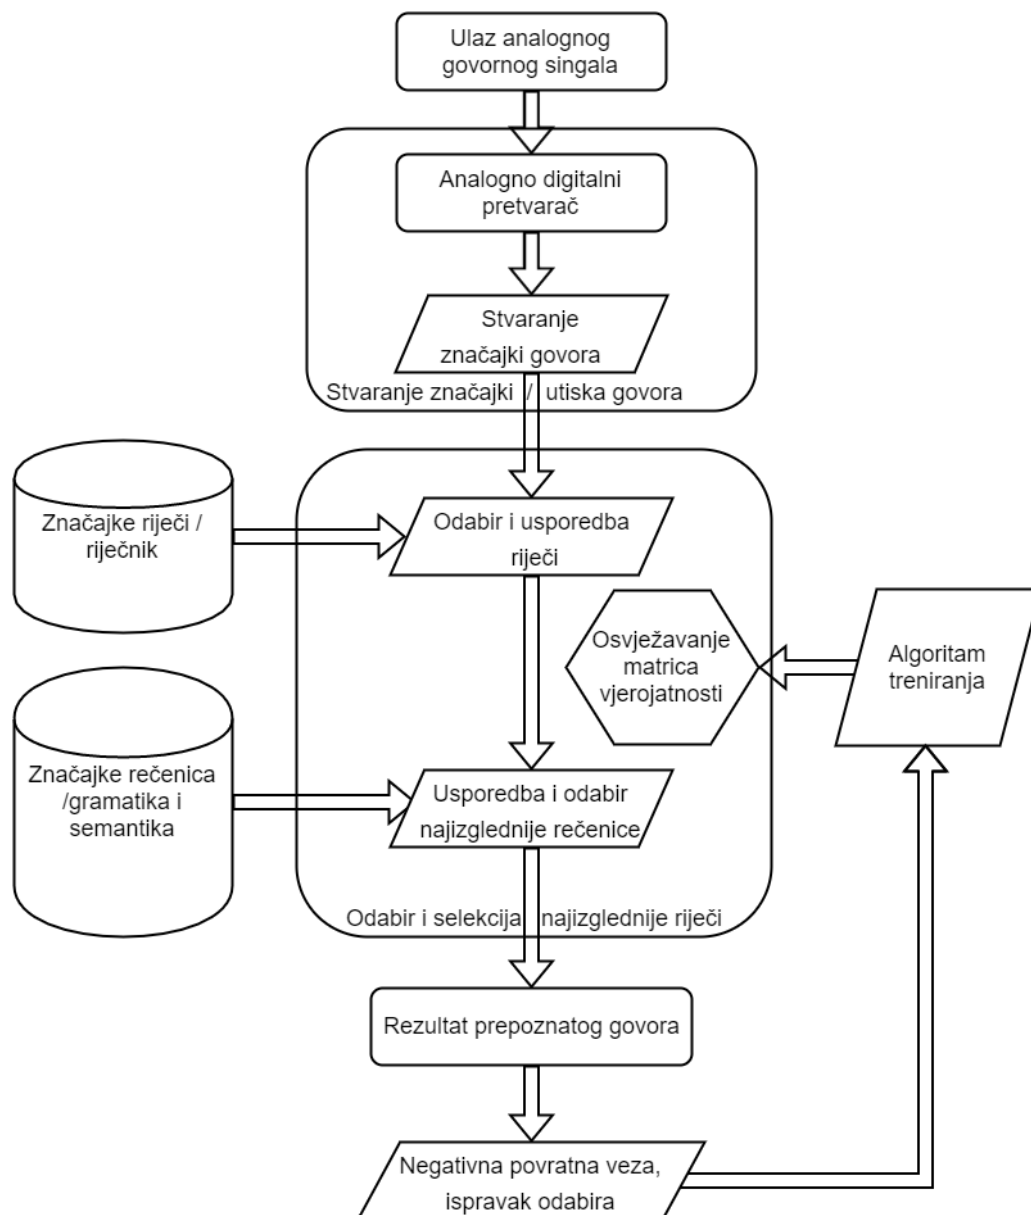 Ulaz analognog
govornog singala
Analogno digitalni
pretvarač
Stvaranje
značajki govora
Stvaranje značajki / utiska govora
Značajke riječi /
riječnik
Odabir i usporedba
riječi
Osvježavanje
matrica
vjerojatnosti
Algoritam
treniranja
Značajke rečenica
/gramatika i
semantika
Usporedba i odabir
najizglednije rečenice
Odabir i selekcija najizglednije riječi
Rezultat prepoznatog govora
Negativna povratna veza,
ispravak odabira